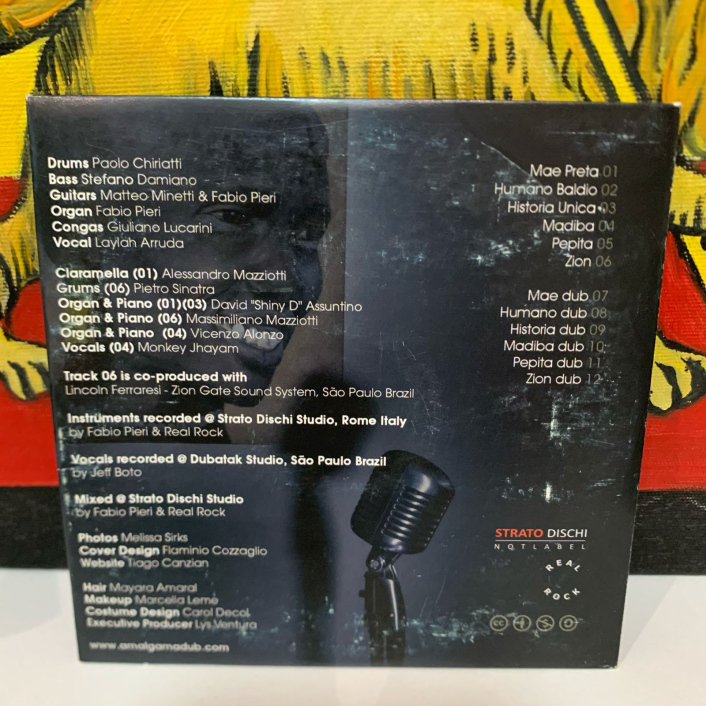 Drums Paolo Chiriatti
Bass Stefano Damiano
Guitars Matteo Minetti & Fabio Pieri
Organ Fabio Pieri
Congas Giuliano Lucarini
Vocal Laylah Arruda
Ciaramella (01) Alessandro Mazziotti
Grums (06) Pietro Sinatra
Organ & Piano (01)(03) David "Shiny D" Assuntino
Organ & Piano (06) Massimiliano Mazziotti
Organ & Piano (04) Vicenzo Alonzo
Vocals (04) Monkey Jhayam
Track 06 is co-produced with
Lincoln Ferraresi - Zion Gate Sound System, São Paulo Brazil
Instruments recorded @ Strato Dischi Studio, Rome Italy
by Fabio Pieri & Real Rock
Vocals recorded @ Dubatak Studio, São Paulo Brazil
by Jeff Boto
Mixed @ Strato Dischi Studio
by Fabio Pieri & Real Rock
Photos Melissa Sirks
Cover Design Flaminio Cozzaglio
Website Tiago Canzian
Hair Mayara Amaral
Makeup Marcella Leme
Costume Design Carol Decol
Executive Producer Lys Ventura
www.amalgamadub.com
Mae Preta 01
Humano Baldio 02
Historia Unica 03
Madiba 04
Pepita 05
Zion 06
Mae dub 07
Humano dub 08
Historia dub 09
Madiba dub 10
Pepita dub 11
Zion dub 12
STRATO DISCHI
NOTLABEL
REAL
ROCK
cc